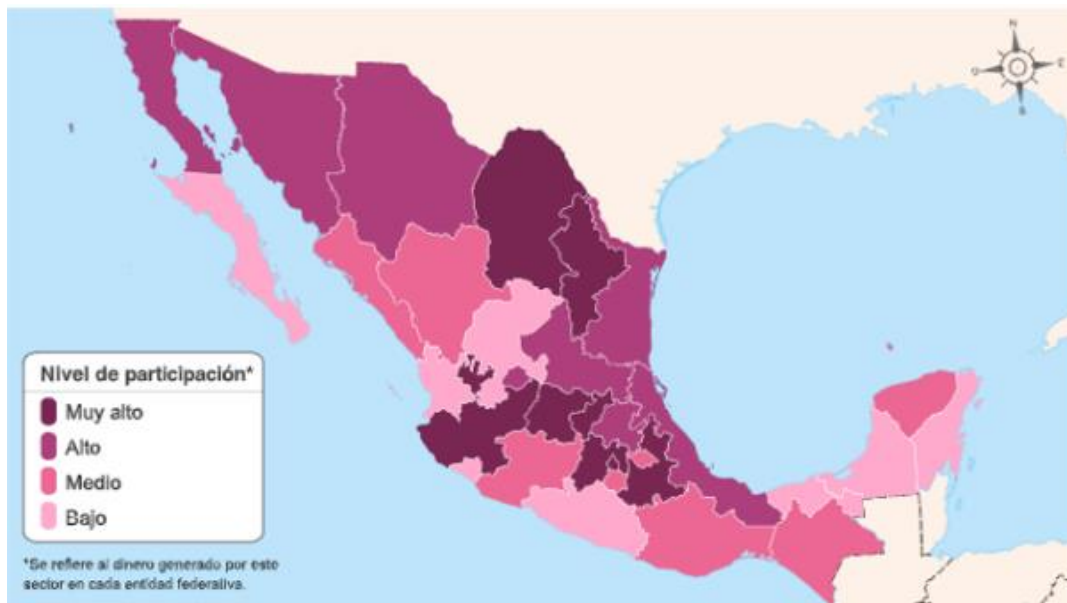 N
E
O
S
Nivel de participación*
Muy alto
Alto
Medio
Bajo
*Se refiere al dinero generado por este
sector en cada entidad federativa.